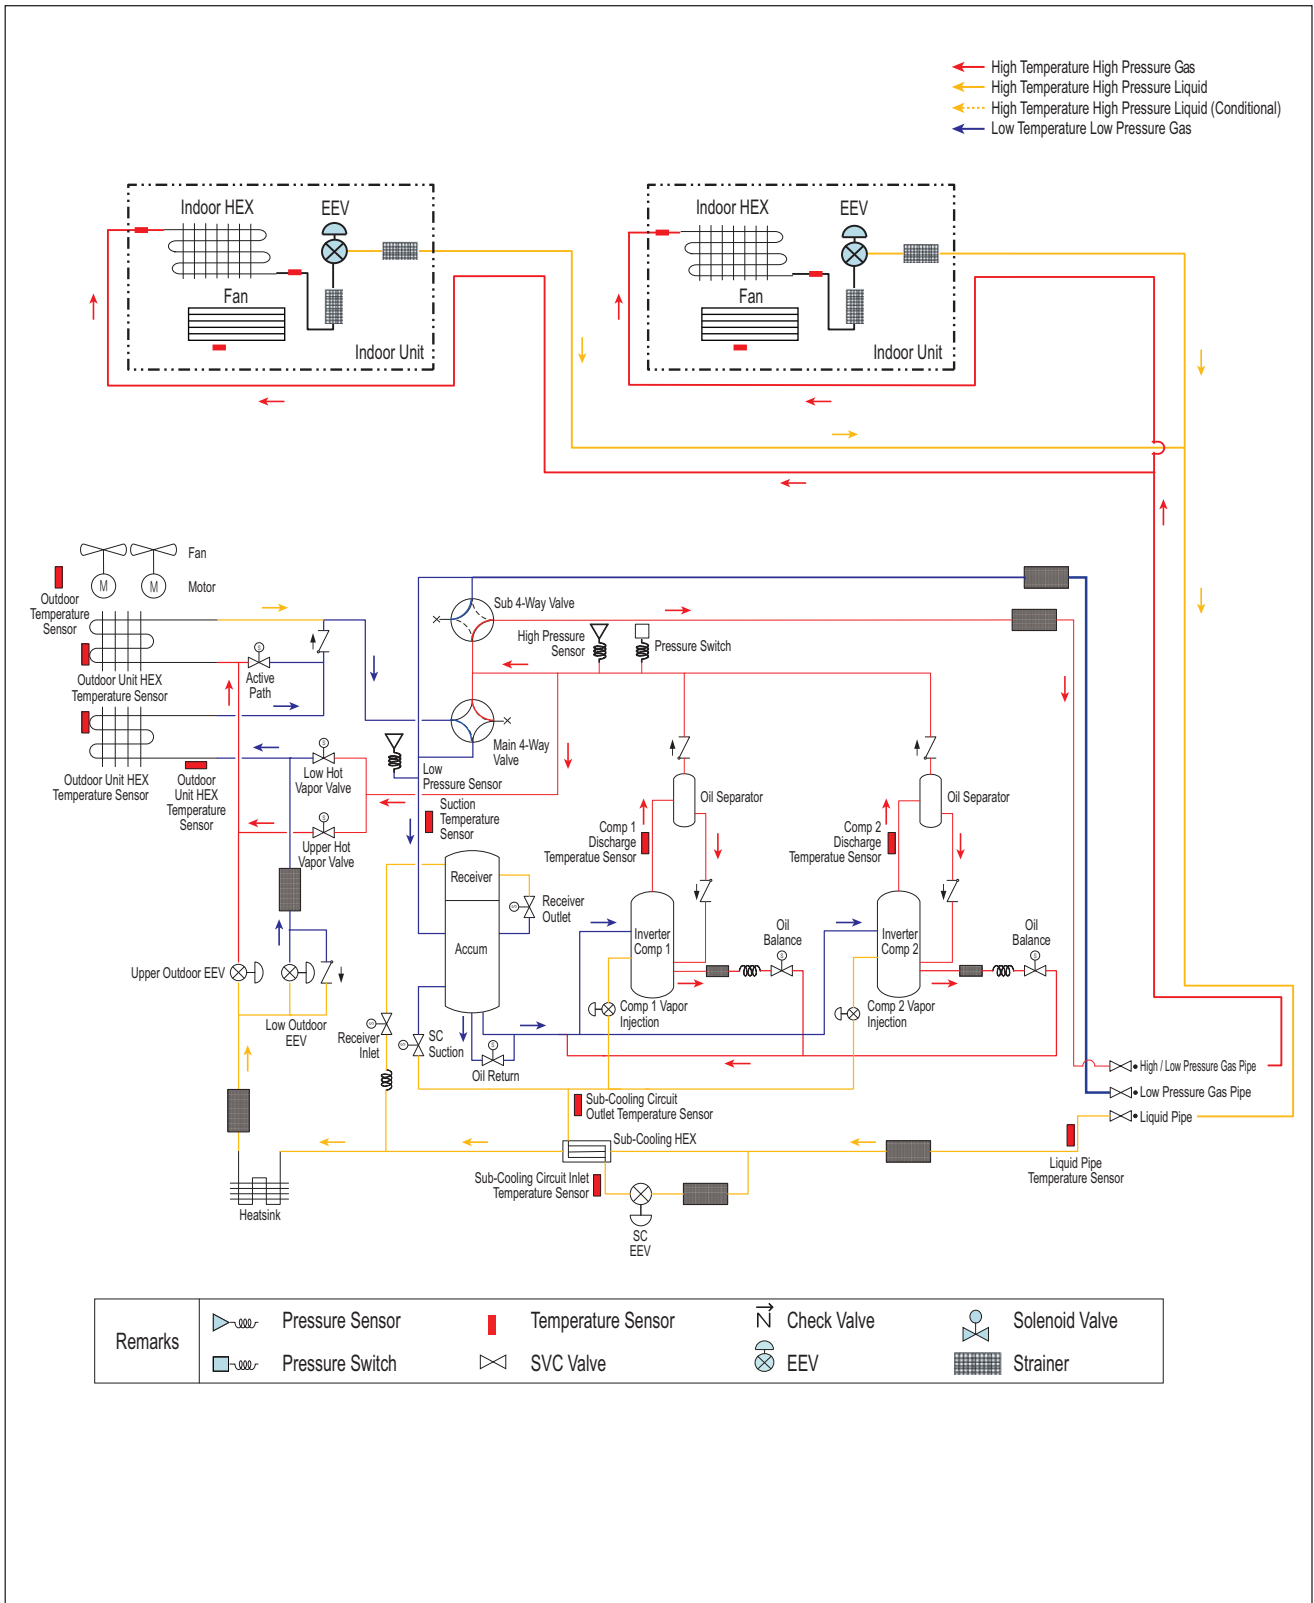 High Temperature High Pressure Gas
High Temperature High Pressure Liquid
High Temperature High Pressure Liquid (Conditional)
Low Temperature Low Pressure Gas
Indoor HEX
EEV
Fan
Indoor Unit
Indoor HEX
EEV
Fan
Indoor Unit
Fan
M
M
Motor
Outdoor
Temperature
Sensor
Sub 4-Way Valve
High Pressure
Sensor
Pressure Switch
S
Active
Path
Outdoor Unit HEX
Temperature Sensor
Main 4-Way
Valve
S
Low Hot
Vapor Valve
Low
Pressure Sensor
Outdoor Unit HEX
Temperature Sensor
Outdoor
Unit HEX
Temperature
Sensor
Suction
Temperature
Sensor
Oil Separator
Oil Separator
S
Upper Hot
Vapor Valve
Comp 1
Discharge
Temperatue Sensor
Comp 2
Discharge
Temperatue Sensor
Receiver
S
Receiver
Outlet
Accum
Inverter
Comp 1
Oil
Balance
S
Inverter
Comp 2
Oil
Balance
S
Upper Outdoor EEV
Low Outdoor
EEV
S
Receiver
Inlet
S
SC
Suction
S
Oil Return
Comp 1 Vapor
Injection
Comp 2 Vapor
Injection
High / Low Pressure Gas Pipe
Low Pressure Gas Pipe
Liquid Pipe
Sub-Cooling Circuit
Outlet Temperature Sensor
Sub-Cooling HEX
Liquid Pipe
Temperature Sensor
Sub-Cooling Circuit Inlet
Temperature Sensor
Heatsink
SC
EEV
Remarks
Pressure Sensor
Temperature Sensor
Check Valve
Solenoid Valve
Pressure Switch
SVC Valve
EEV
Strainer